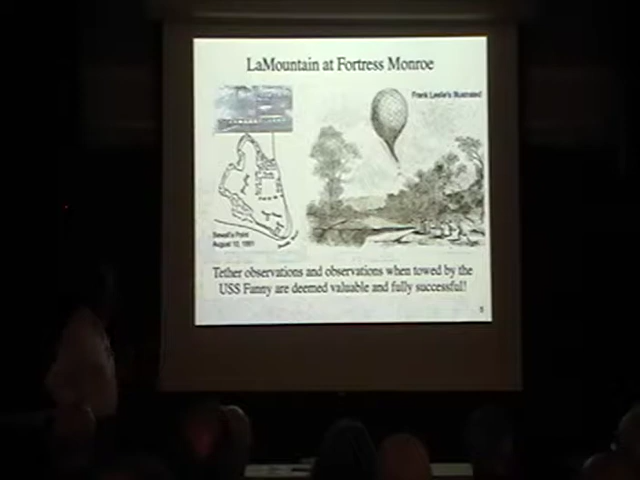 LaMountain at Fortress Monroe
Frank Leslie's Illustrated
Sewell's Point
August 10, 1861
Tether observations and observations when towed by the
USS Fanny are deemed valuable and fully successful!